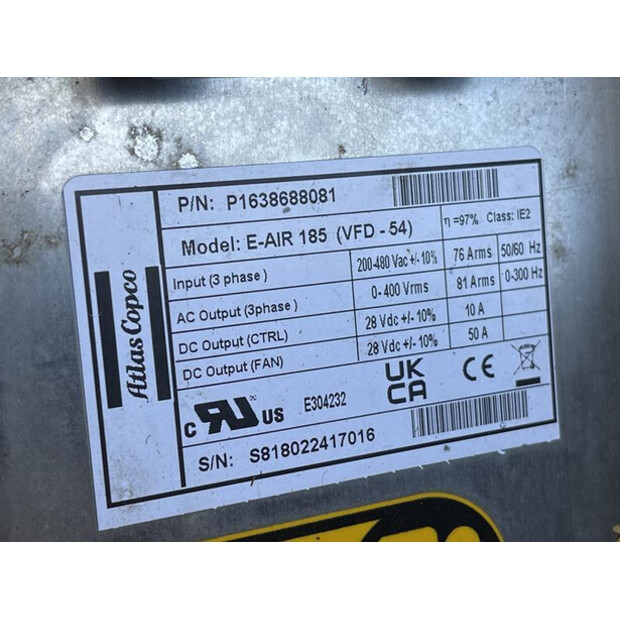 P/N: P1638688081
Model: E-AIR 185 (VFD - 54) η =97% Class: IE2
Input (3 phase ) 200-480 Vac +/- 10% 76 Arms 50/60 Hz
AC Output (3phase ) 0- 400 Vrms 81 Arms 0-300 Hz
DC Output (CTRL) 28 Vdc +/- 10% 10 A
DC Output (FAN) 28 Vdc +/- 10% 50 A
Atlas Copco
c RU us E304232 UK CA CE
S/N: S818022417016